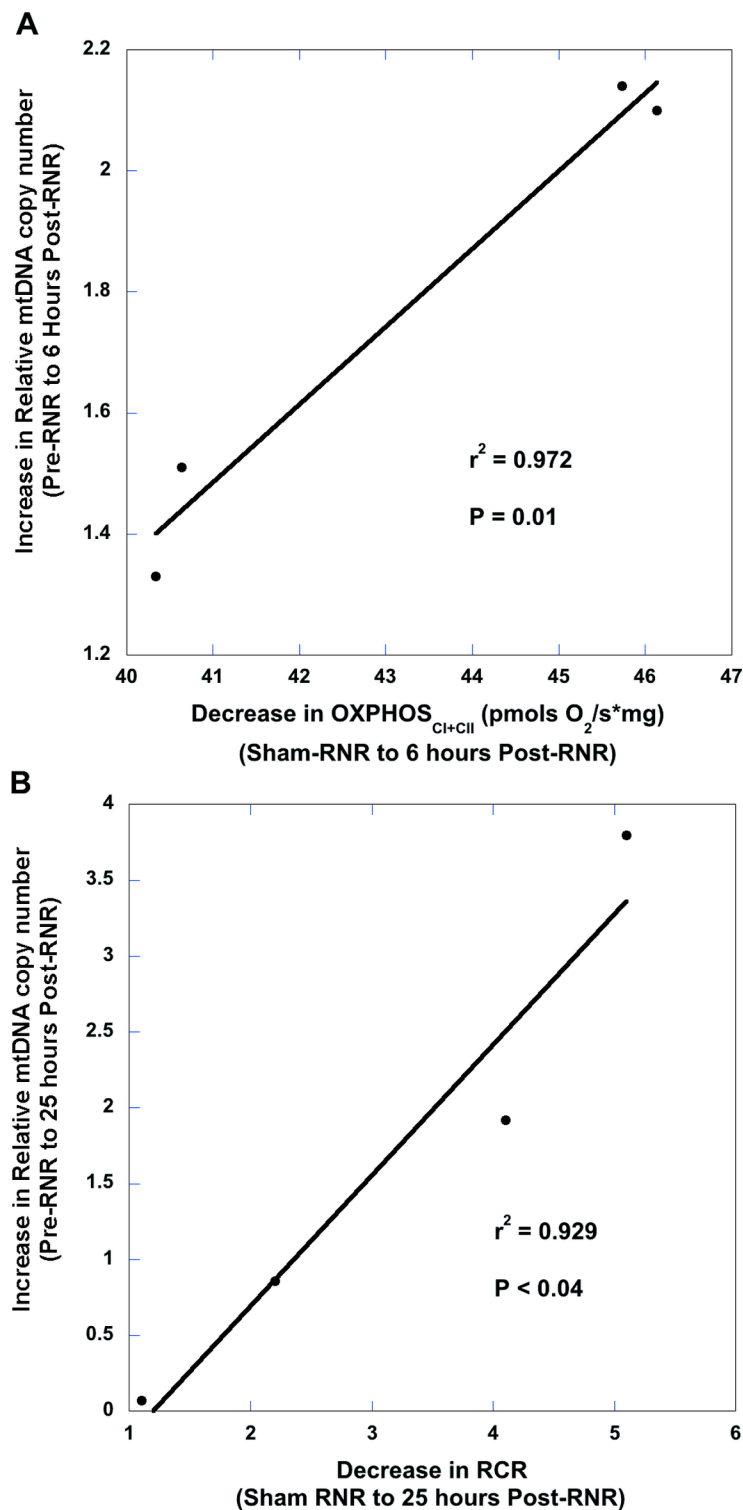 A
Increase in Relative mtDNA copy number
(Pre-RNR to 6 Hours Post-RNR)
2.2
2
1.8
1.6
1.4
1.2
r² = 0.972
P = 0.01
40 41 42 43 44 45 46 47
Decrease in OXPHOS CI+CII (pmols O₂/s*mg)
(Sham-RNR to 6 hours Post-RNR)
B
Increase in Relative mtDNA copy number
(Pre-RNR to 25 hours Post-RNR)
4
3.5
3
2.5
2
1.5
1
0.5
0
r² = 0.929
P < 0.04
1 2 3 4 5 6
Decrease in RCR
(Sham RNR to 25 hours Post-RNR)